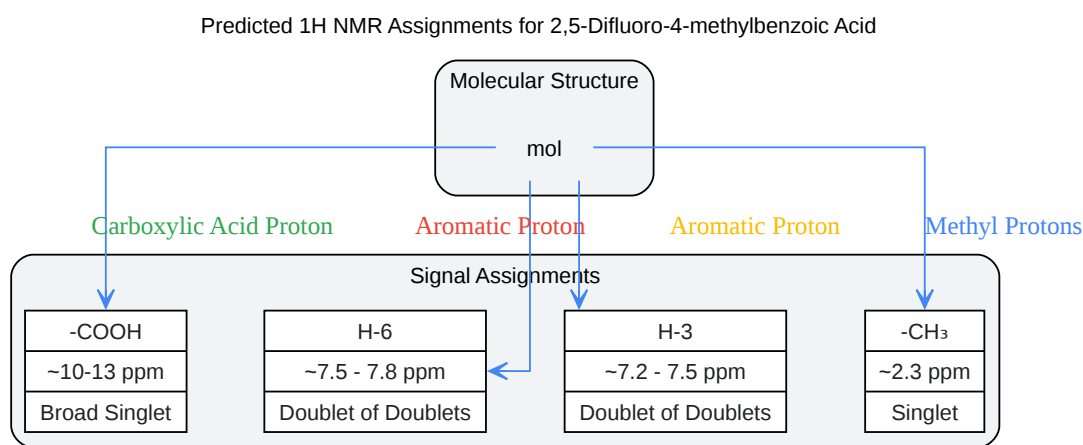 Predicted 1H NMR Assignments for 2,5-Difluoro-4-methylbenzoic Acid
Molecular Structure
mol
Carboxylic Acid Proton
Aromatic Proton
Aromatic Proton
Methyl Protons
Signal Assignments
-COOH
~10-13 ppm
Broad Singlet
H-6
~7.5 - 7.8 ppm
Doublet of Doublets
H-3
~7.2 - 7.5 ppm
Doublet of Doublets
-CH₃
~2.3 ppm
Singlet